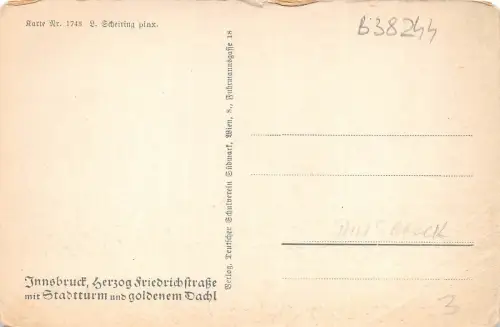 Karte Nr. 1748 L. Scheiring pinx.
B38244
Verlag Deutscher Schulverein Südmark, Wien, 8., Fuhrmannsgasse 18
Innsbruck, Herzog Friedrichstraße
mit Stadtturm und goldenem Dachl
3